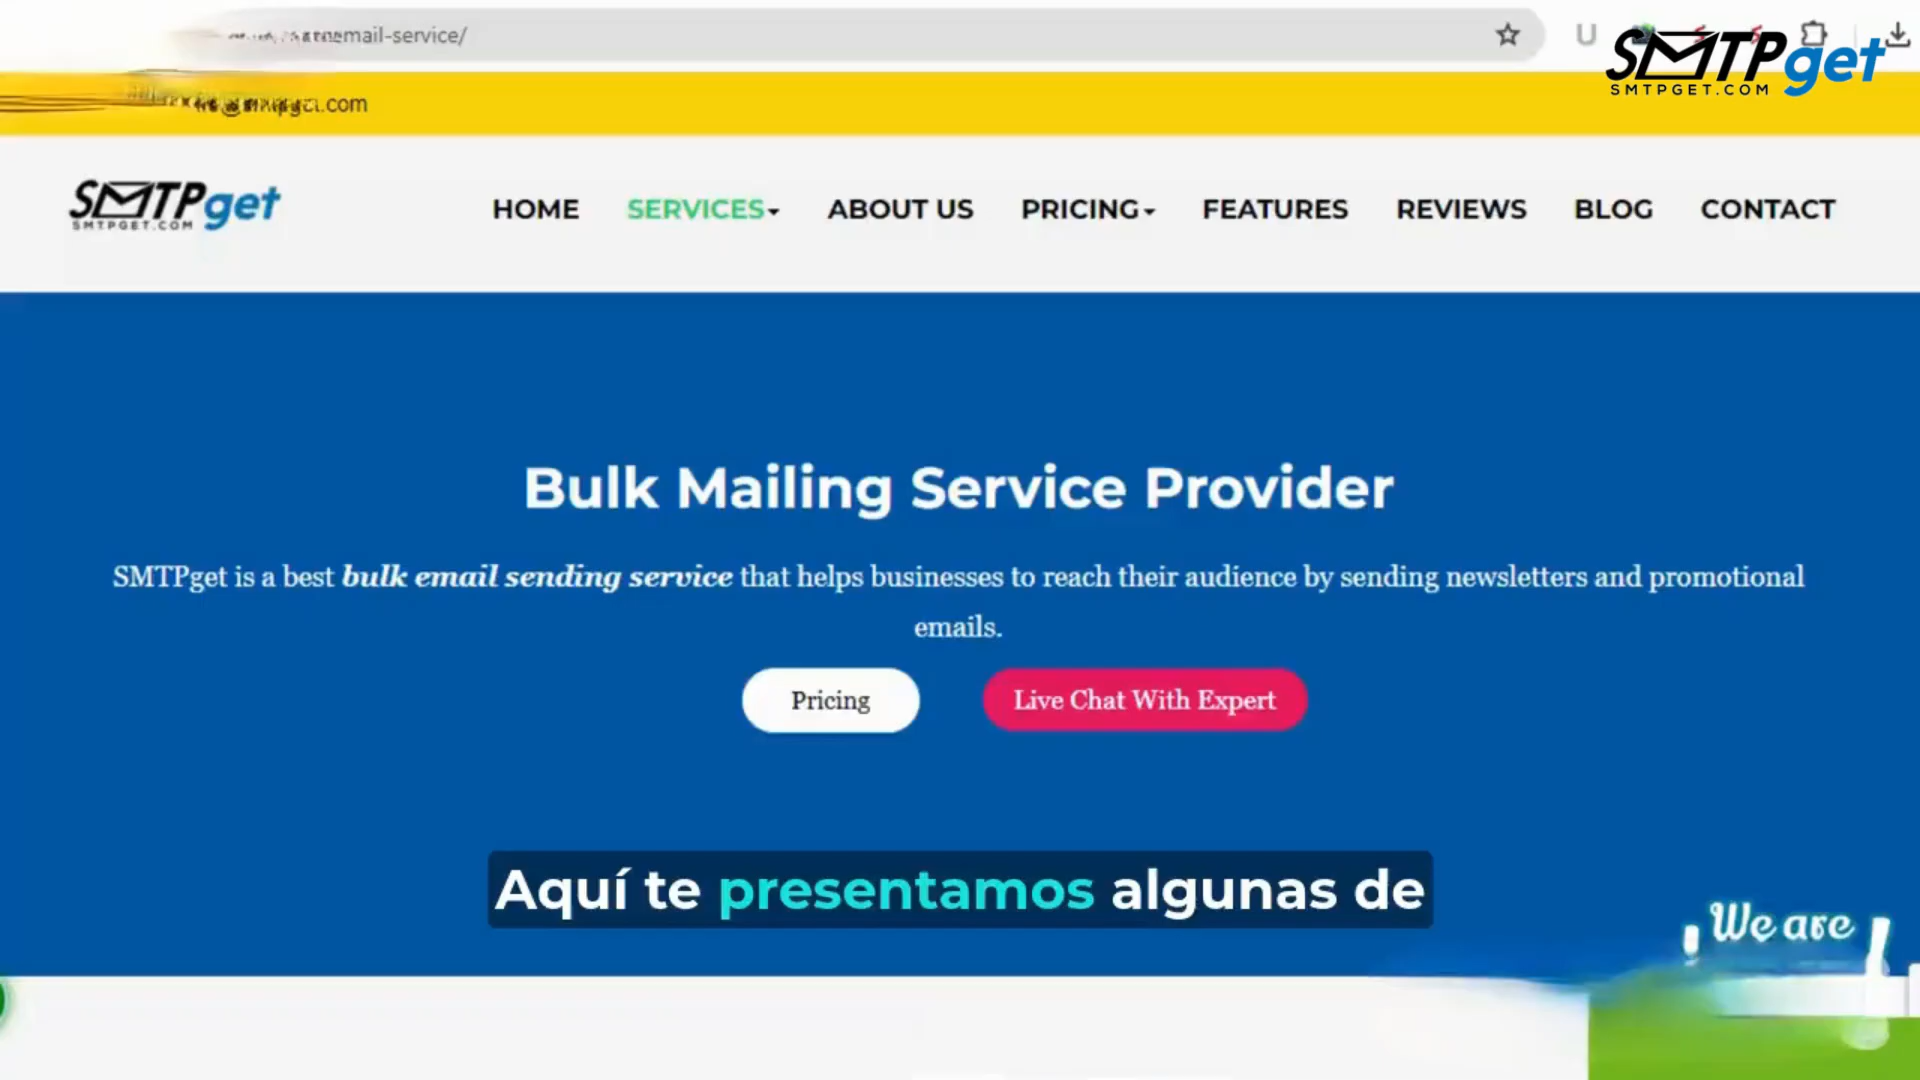 email-service/
SMTPget
SMTPGET.COM
.com
SMTPget
SMTPGET.COM
HOME SERVICES ABOUT US PRICING FEATURES REVIEWS BLOG CONTACT
Bulk Mailing Service Provider
SMTPget is a best bulk email sending service that helps businesses to reach their audience by sending newsletters and promotional
emails.
Pricing Live Chat With Expert
Aquí te presentamos algunas de
We are